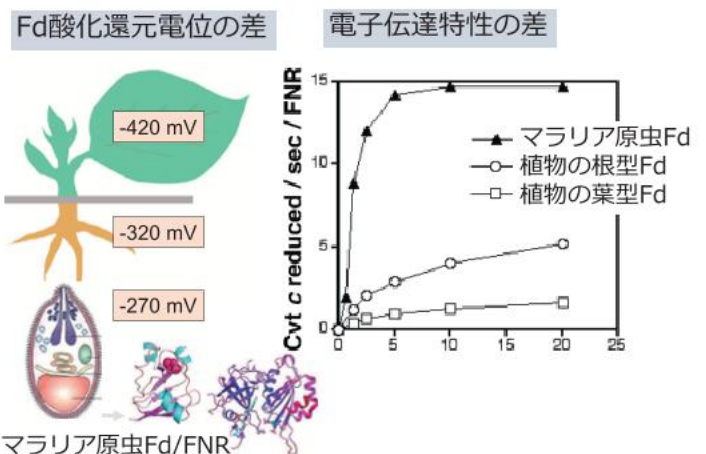 Fd酸化還元電位の差
電子伝達特性の差
-420 mV
-320 mV
-270 mV
マラリア原虫Fd/FNR
Cyt c reduced / sec / FNR
15
10
5
0
0
5
10
15
20
25
マラリア原虫Fd
植物の根型Fd
植物の葉型Fd